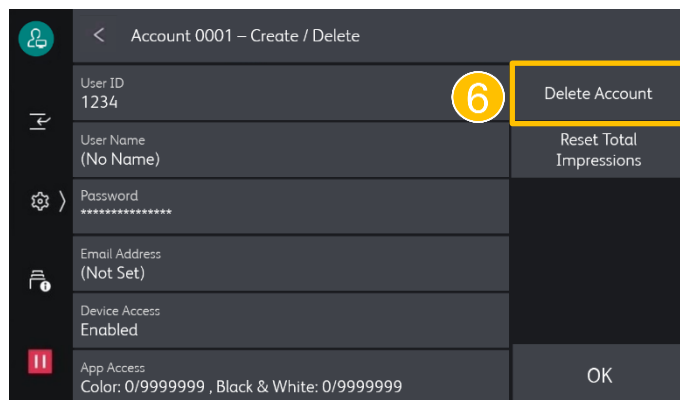 Account 0001 – Create / Delete
User ID
1234
6
Delete Account
User Name
(No Name)
Reset Total
Impressions
Password
***************
Email Address
(Not Set)
Device Access
Enabled
App Access
Color: 0/9999999 , Black & White: 0/9999999
OK